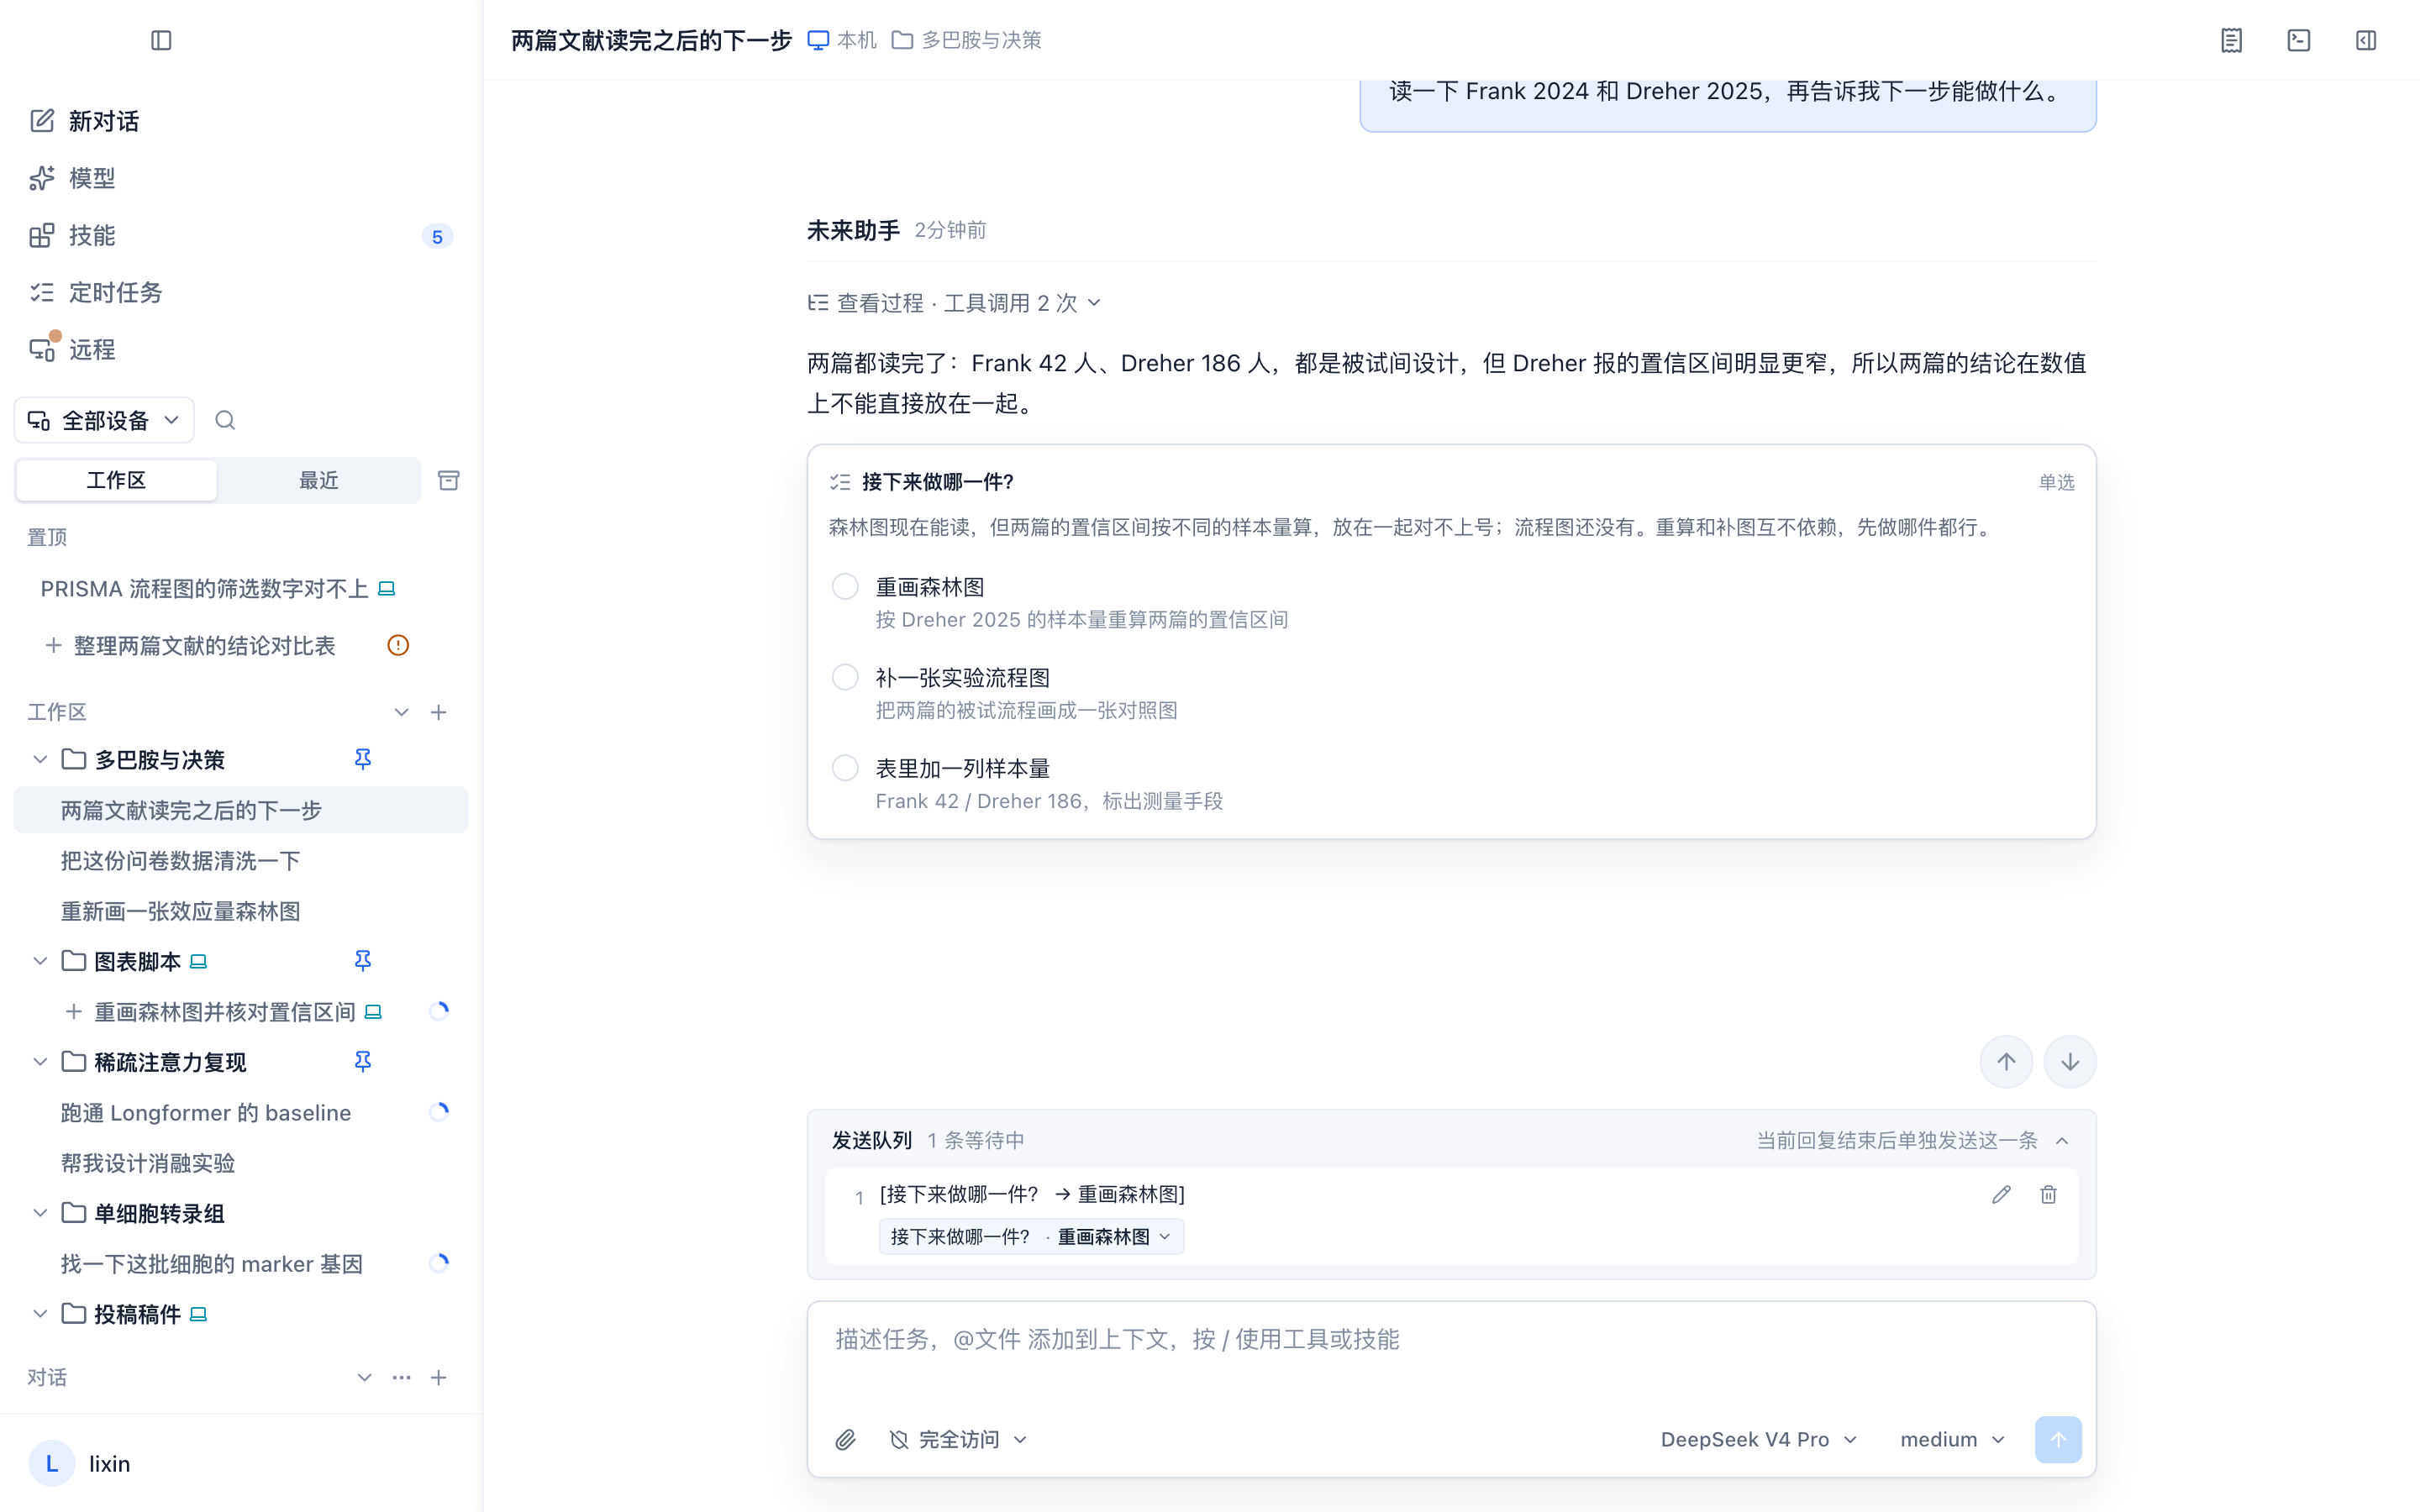 两篇文献读完之后的下一步 本机 多巴胺与决策
新对话
模型
技能 5
定时任务
远程
全部设备
工作区 最近
置顶
PRISMA 流程图的筛选数字对不上
整理两篇文献的结论对比表
工作区
多巴胺与决策
两篇文献读完之后的下一步
把这份问卷数据清洗一下
重新画一张效应量森林图
图表脚本
重画森林图并核对置信区间
稀疏注意力复现
跑通 Longformer 的 baseline
帮我设计消融实验
单细胞转录组
找一下这批细胞的 marker 基因
投稿稿件
对话
L lixin
读一下 Frank 2024 和 Dreher 2025，再告诉我下一步能做什么。
未来助手 2分钟前
查看过程 · 工具调用 2 次
两篇都读完了：Frank 42 人、Dreher 186 人，都是被试间设计，但 Dreher 报的置信区间明显更窄，所以两篇的结论在数值
上不能直接放在一起。
接下来做哪一件？ 单选
森林图现在能读，但两篇的置信区间按不同的样本量算，放在一起对不上号；流程图还没有。重算和补图互不依赖，先做哪件都行。
重画森林图
按 Dreher 2025 的样本量重算两篇的置信区间
补一张实验流程图
把两篇的被试流程画成一张对照图
表里加一列样本量
Frank 42 / Dreher 186，标出测量手段
发送队列 1 条等待中 当前回复结束后单独发送这一条
1 [接下来做哪一件？ → 重画森林图]
接下来做哪一件？ · 重画森林图
描述任务，@文件 添加到上下文，按 / 使用工具或技能
完全访问 DeepSeek V4 Pro medium